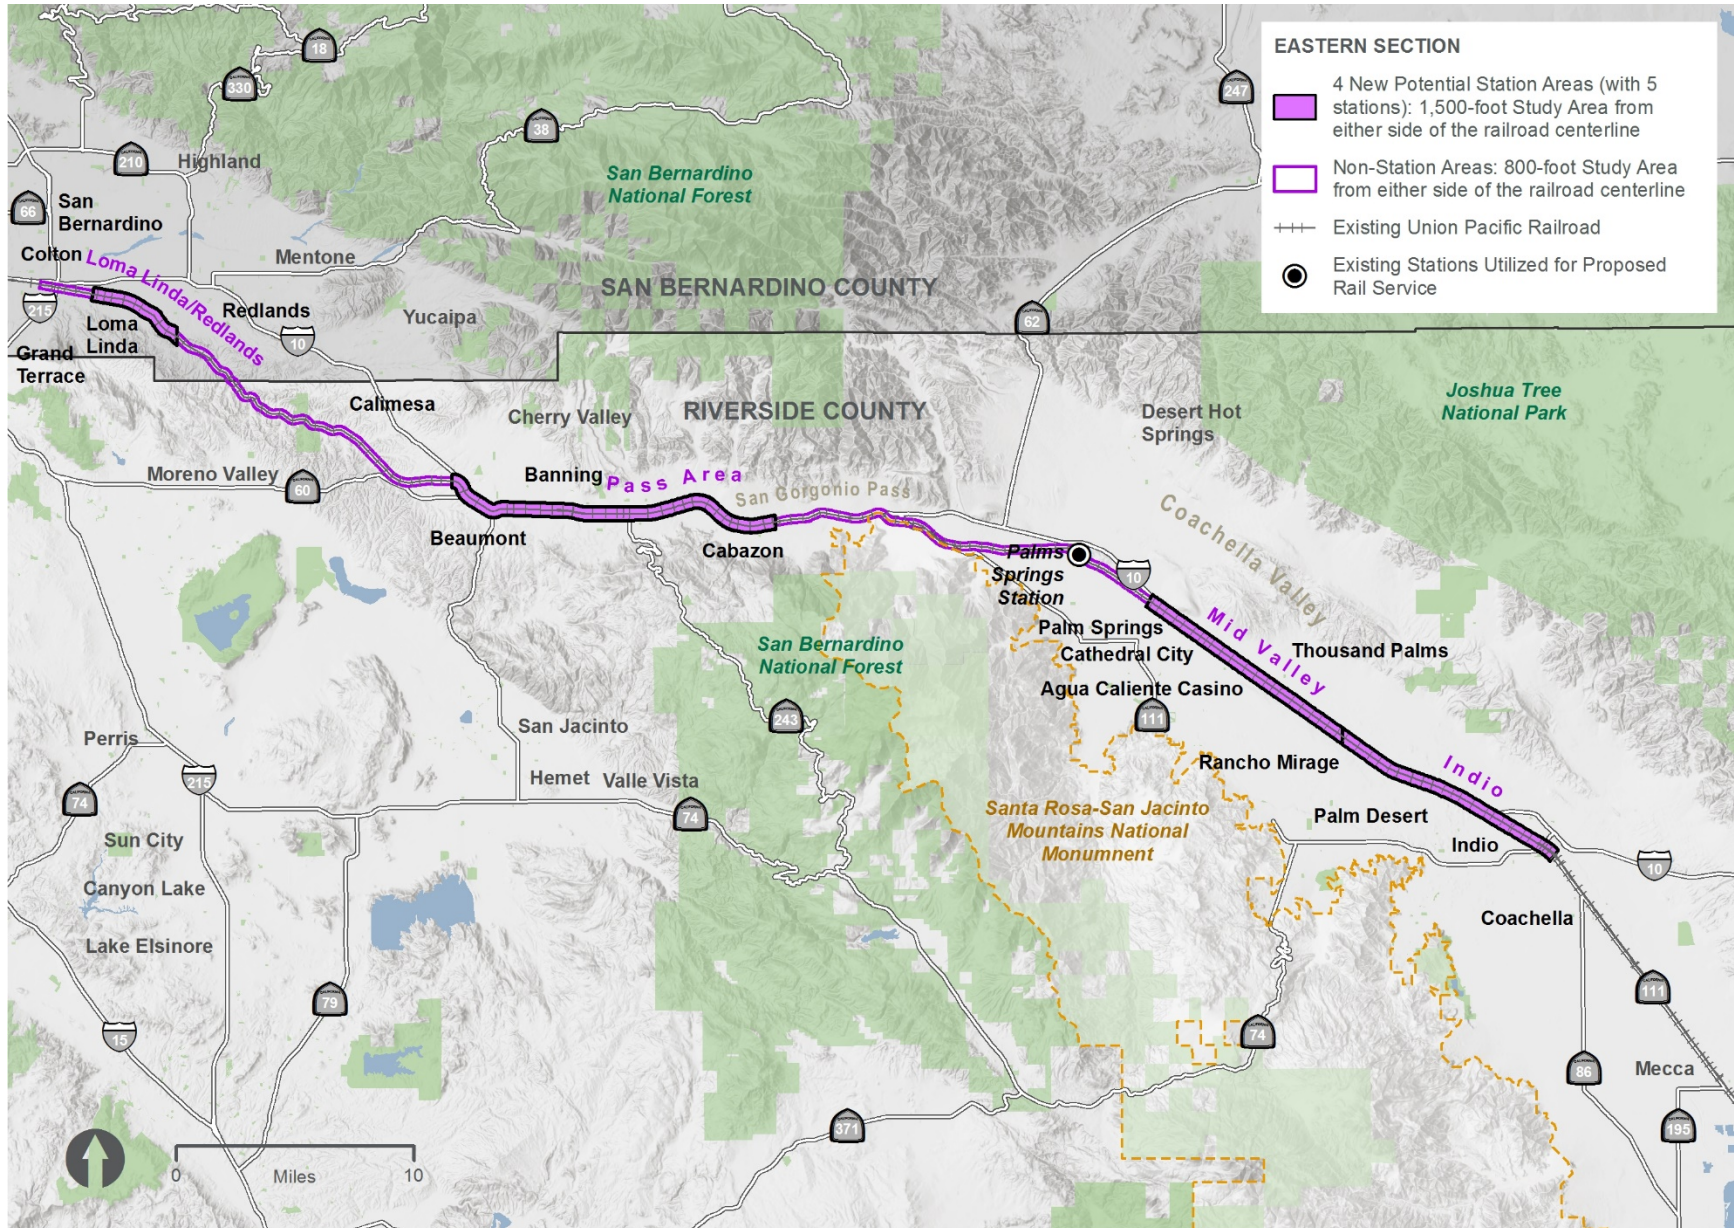 EASTERN SECTION
4 New Potential Station Areas (with 5
stations): 1,500-foot Study Area from
either side of the railroad centerline
Non-Station Areas: 800-foot Study Area
from either side of the railroad centerline
Existing Union Pacific Railroad
Existing Stations Utilized for Proposed
Rail Service
18
330
247
38
210
Highland
San Bernardino
National Forest
66
San
Bernardino
Colton
Loma Linda/Redlands
Mentone
SAN BERNARDINO COUNTY
215
Redlands
Yucaipa
62
Loma
Linda
10
Grand
Terrace
Calimesa
Cherry Valley
RIVERSIDE COUNTY
Desert Hot
Springs
Joshua Tree
National Park
Moreno Valley
60
Banning
Pass Area
San Gorgonio Pass
Coachella Valley
Beaumont
Cabazon
Palms
Springs
Station
10
Palm Springs
Cathedral City
Mid Valley
Thousand Palms
San Bernardino
National Forest
Agua Caliente Casino
243
111
San Jacinto
Perris
Rancho Mirage
Indio
215
Hemet
Valle Vista
74
74
Santa Rosa-San Jacinto
Mountains National
Monumnent
Palm Desert
Sun City
Indio
10
Canyon Lake
Coachella
Lake Elsinore
79
111
15
74
86
Mecca
371
195
0
10
Miles